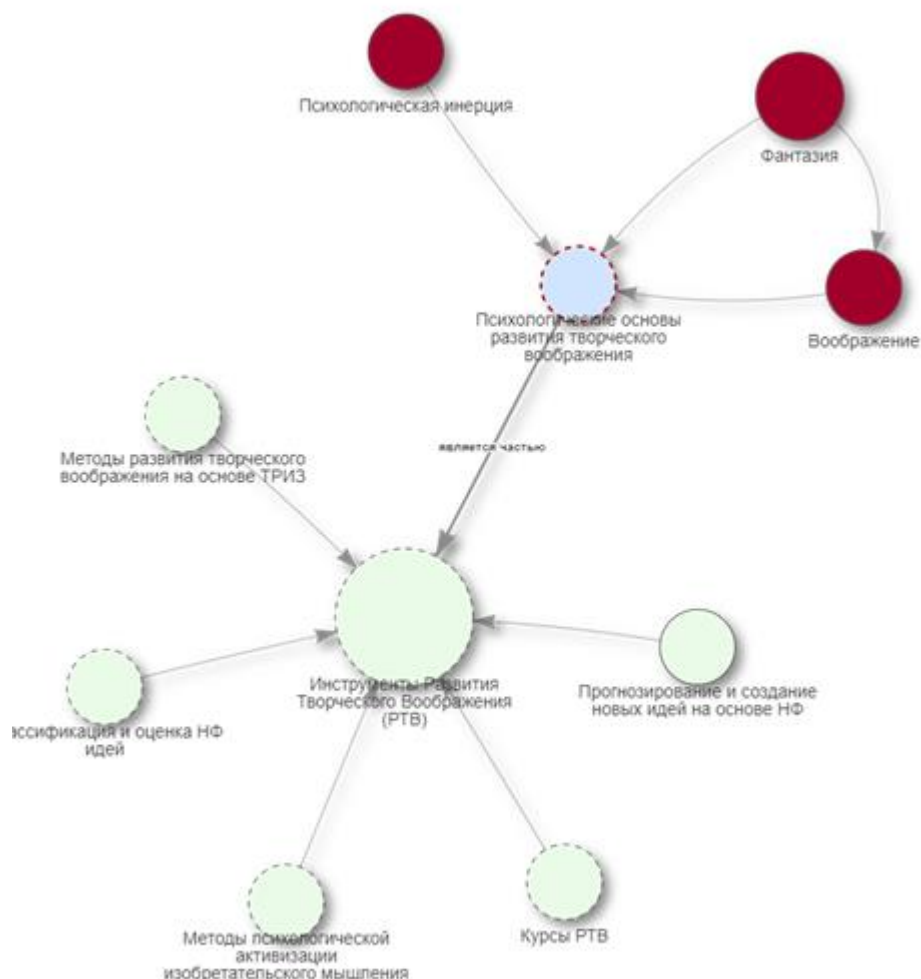 Психологическая инерция
Фантазия
Воображение
Психологические основы
развития творческого
воображения
является частью
Методы развития творческого
воображения на основе ТРИЗ
Инструменты Развития
Творческого Воображения
(РТВ)
Прогнозирование и создание
новых идей на основе НФ
ассификация и оценка НФ
идей
Методы психологической
активизации
изобретательского мышления
Курсы РТВ